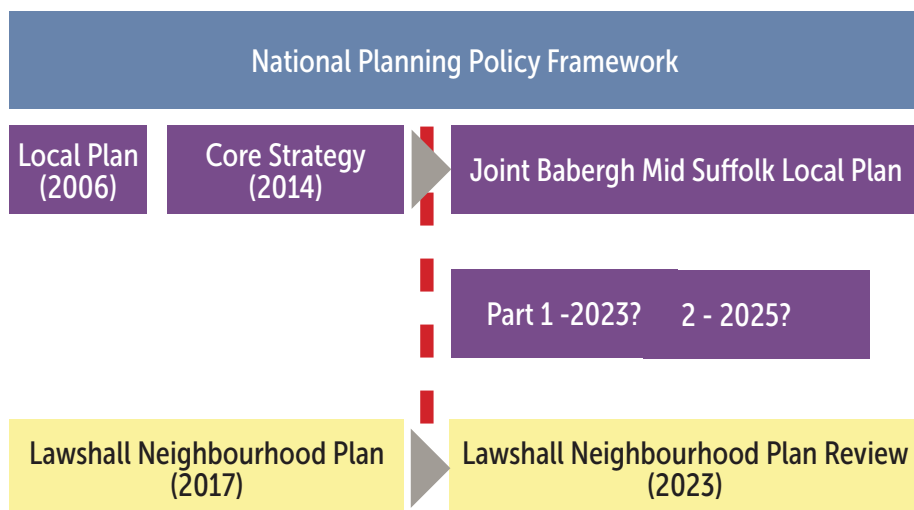 National Planning Policy Framework
Local Plan
(2006)
Core Strategy
(2014)
Joint Babergh Mid Suffolk Local Plan
Part 1 -2023?
2 - 2025?
Lawshall Neighbourhood Plan
(2017)
Lawshall Neighbourhood Plan Review
(2023)